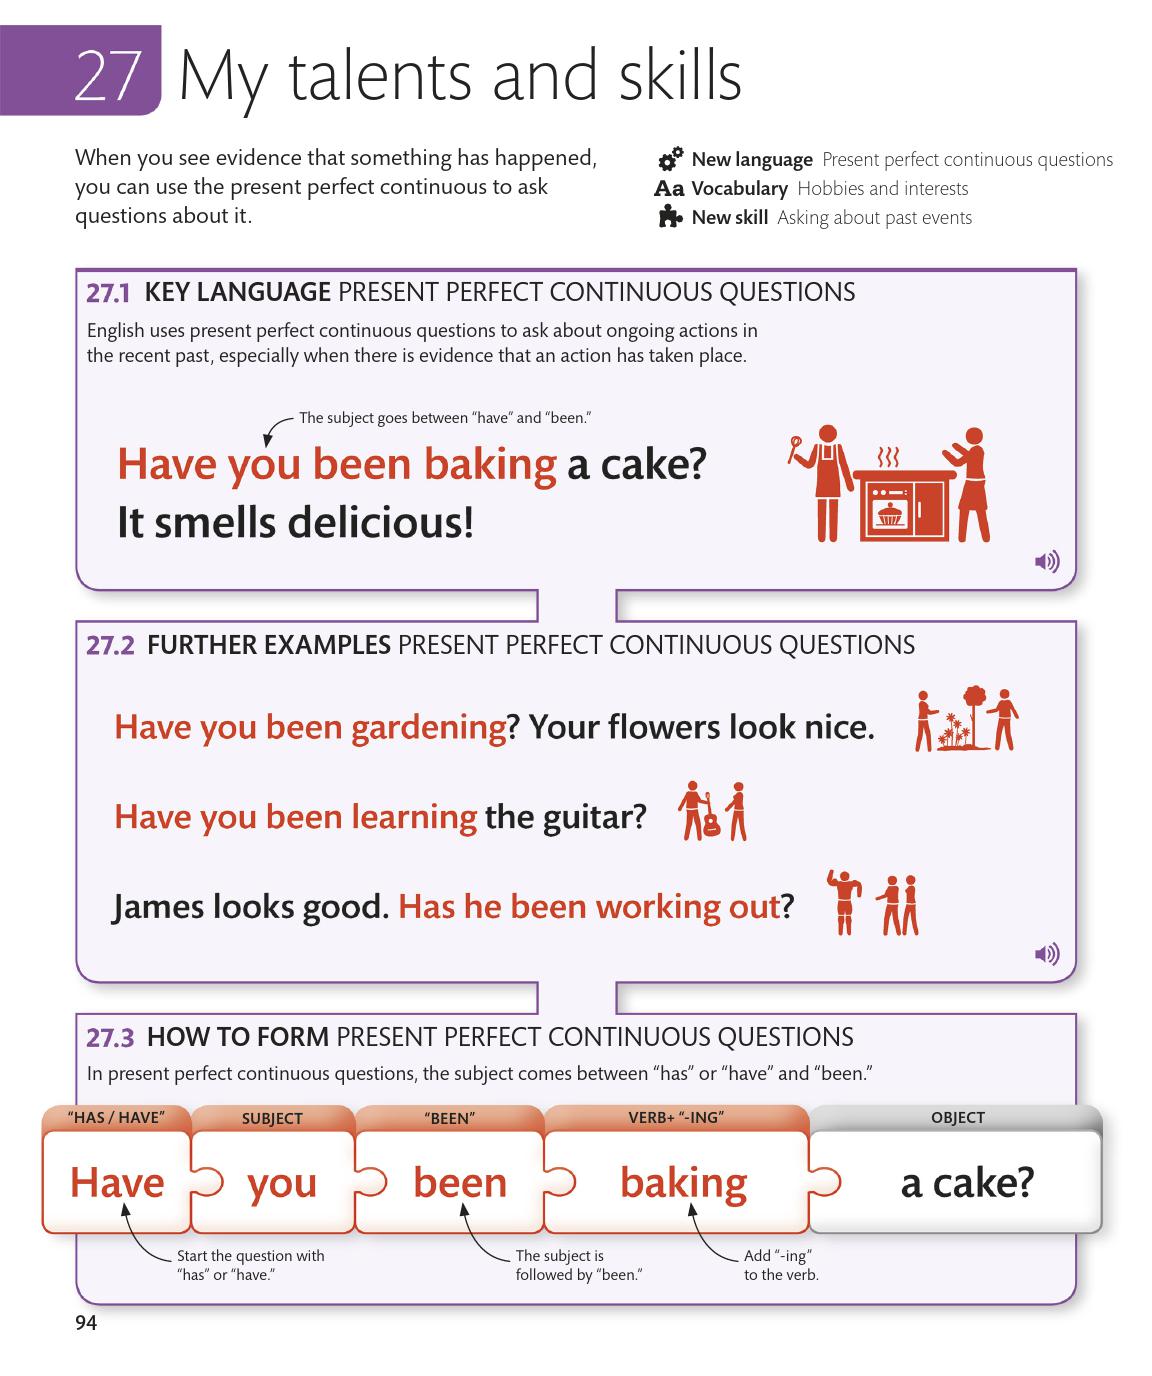 27 My talents and skills
When you see evidence that something has happened,
you can use the present perfect continuous to ask
questions about it.
New language Present perfect continuous questions
Aa Vocabulary Hobbies and interests
New skill Asking about past events
27.1 KEY LANGUAGE PRESENT PERFECT CONTINUOUS QUESTIONS
English uses present perfect continuous questions to ask about ongoing actions in
the recent past, especially when there is evidence that an action has taken place.
The subject goes between “have” and “been.”
Have you been baking a cake?
It smells delicious!
27.2 FURTHER EXAMPLES PRESENT PERFECT CONTINUOUS QUESTIONS
Have you been gardening? Your flowers look nice.
Have you been learning the guitar?
James looks good. Has he been working out?
27.3 HOW TO FORM PRESENT PERFECT CONTINUOUS QUESTIONS
In present perfect continuous questions, the subject comes between “has” or “have” and “been.”
“HAS / HAVE” SUBJECT “BEEN” VERB+ “-ING” OBJECT
Have you been baking a cake?
Start the question with
“has” or “have.”
The subject is
followed by “been.”
Add “-ing”
to the verb.
94